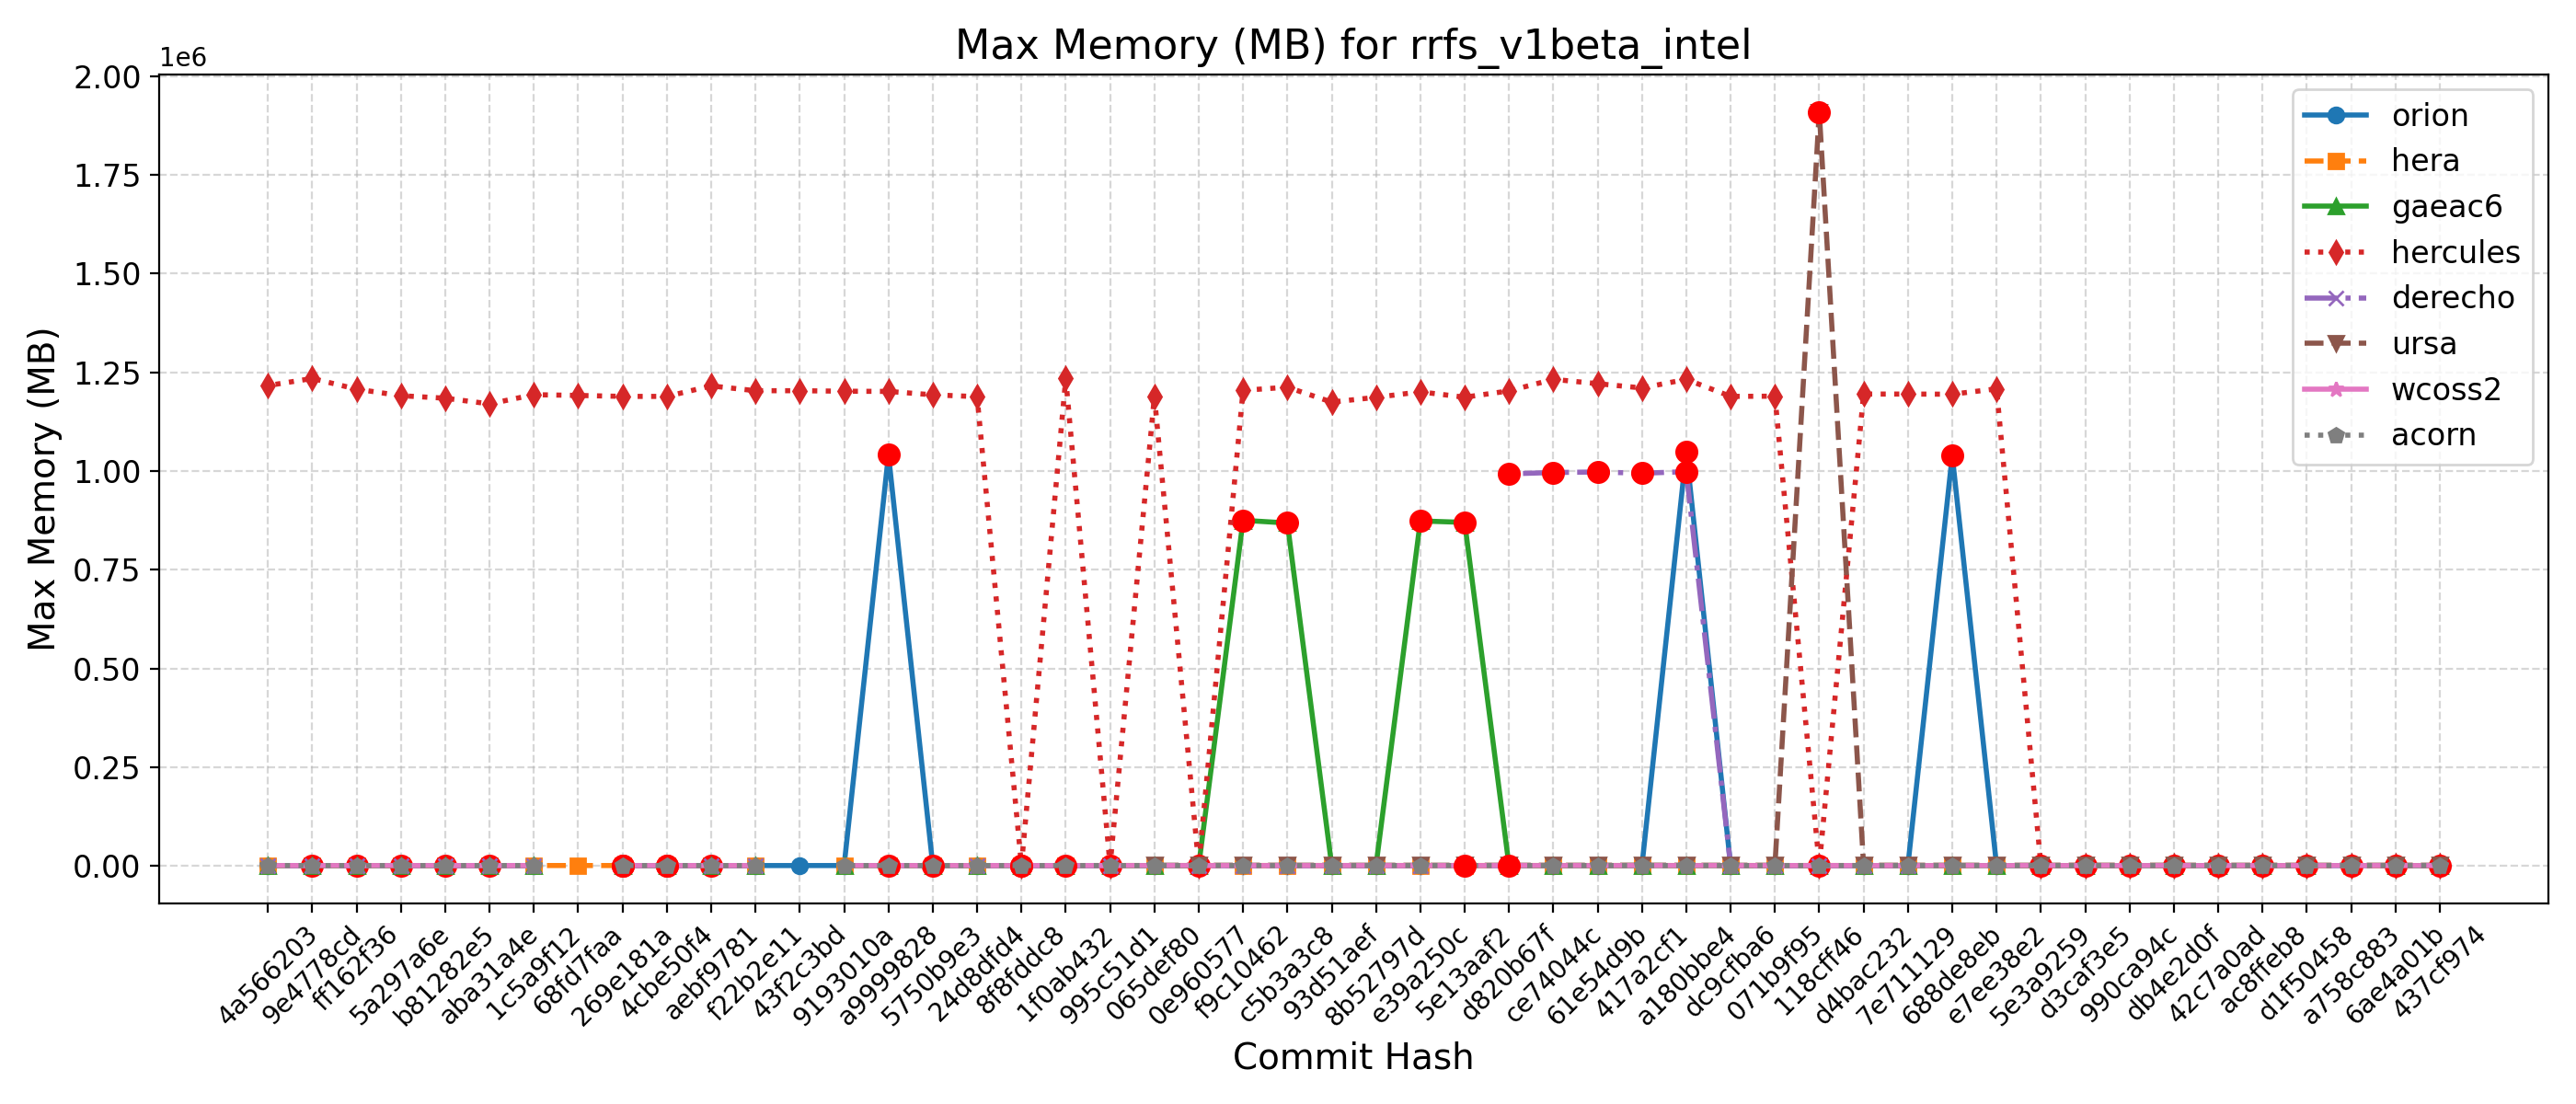 Max Memory (MB) for rrfs_v1beta_intel
1e6
2.00
1.75
1.50
1.25
1.00
0.75
0.50
0.25
0.00
Max Memory (MB)
orion
hera
gaeac6
hercules
derecho
ursa
wcoss2
acorn
4a566203
9e4778cd
ff162f36
5a297a6e
b81282e5
aba31a4e
1c5a9f12
68fd7faa
269e181a
4cbe50f4
aebf9781
f22b2e11
43f2c3bd
9193010a
a9999828
5750b9e3
24d8dfd4
8f8fddc8
1f0ab432
995c51d1
065def80
0e960577
f9c10462
c5b3a3c8
93d51aef
8b52797d
e39a250c
5e13aaf2
d820b67f
ce74044c
61e54d9b
417a2cf1
a180bbe4
dc9cfba6
071b9f95
118cff46
d4bac232
7e711129
688de8eb
e7ee38e2
5e3a9259
d3caf3e5
990ca94c
db4e2d0f
42c7a0ad
ac8ffeb8
d1f50458
a758c883
6ae4a01b
437cf974
Commit Hash